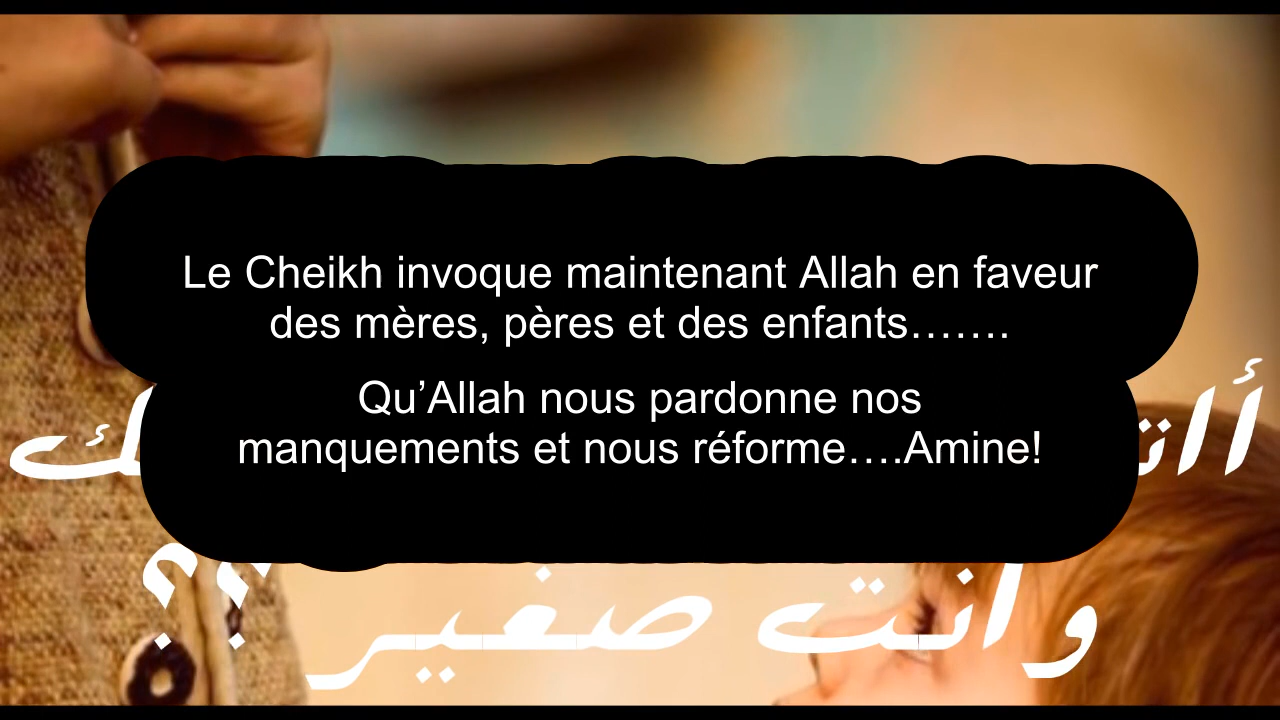 Le Cheikh invoque maintenant Allah en faveur
des mères, pères et des enfants…….
Qu’Allah nous pardonne nos
manquements et nous réforme….Amine!
وانت صغير ؟؟